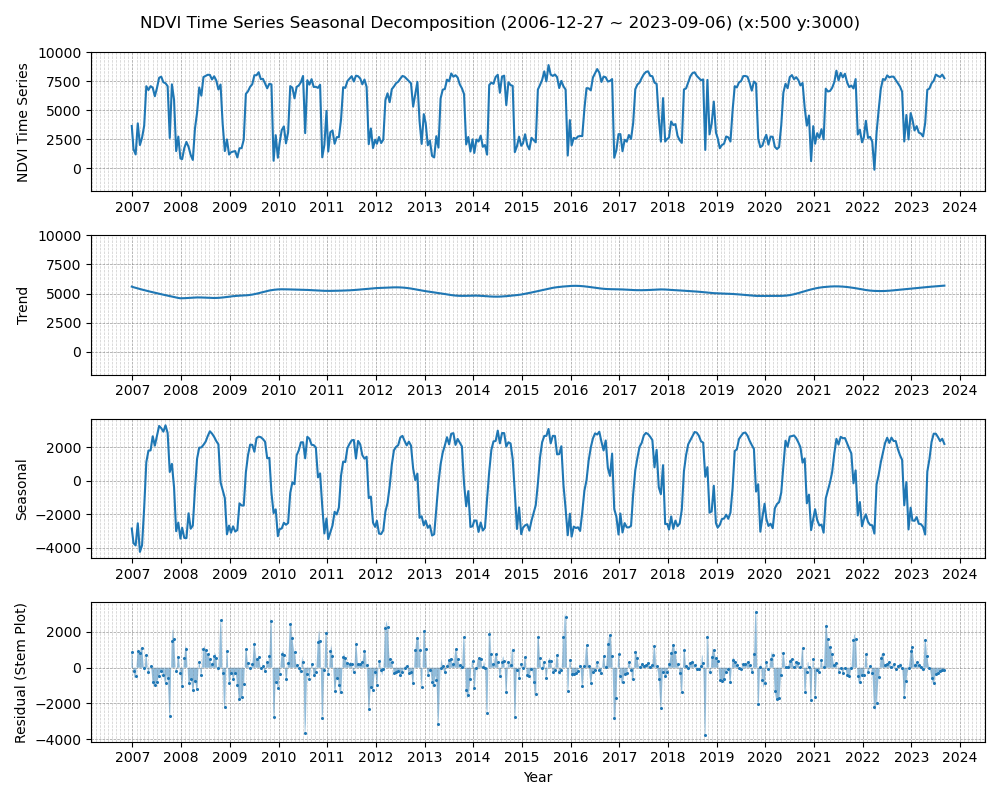 NDVI Time Series Seasonal Decomposition (2006-12-27 ~ 2023-09-06) (x:500 y:3000)
NDVI Time Series
10000
7500
5000
2500
0
2007 2008 2009 2010 2011 2012 2013 2014 2015 2016 2017 2018 2019 2020 2021 2022 2023 2024
Trend
10000
7500
5000
2500
0
2007 2008 2009 2010 2011 2012 2013 2014 2015 2016 2017 2018 2019 2020 2021 2022 2023 2024
Seasonal
2000
0
−2000
−4000
2007 2008 2009 2010 2011 2012 2013 2014 2015 2016 2017 2018 2019 2020 2021 2022 2023 2024
Residual (Stem Plot)
2000
0
−2000
−4000
2007 2008 2009 2010 2011 2012 2013 2014 2015 2016 2017 2018 2019 2020 2021 2022 2023 2024
Year